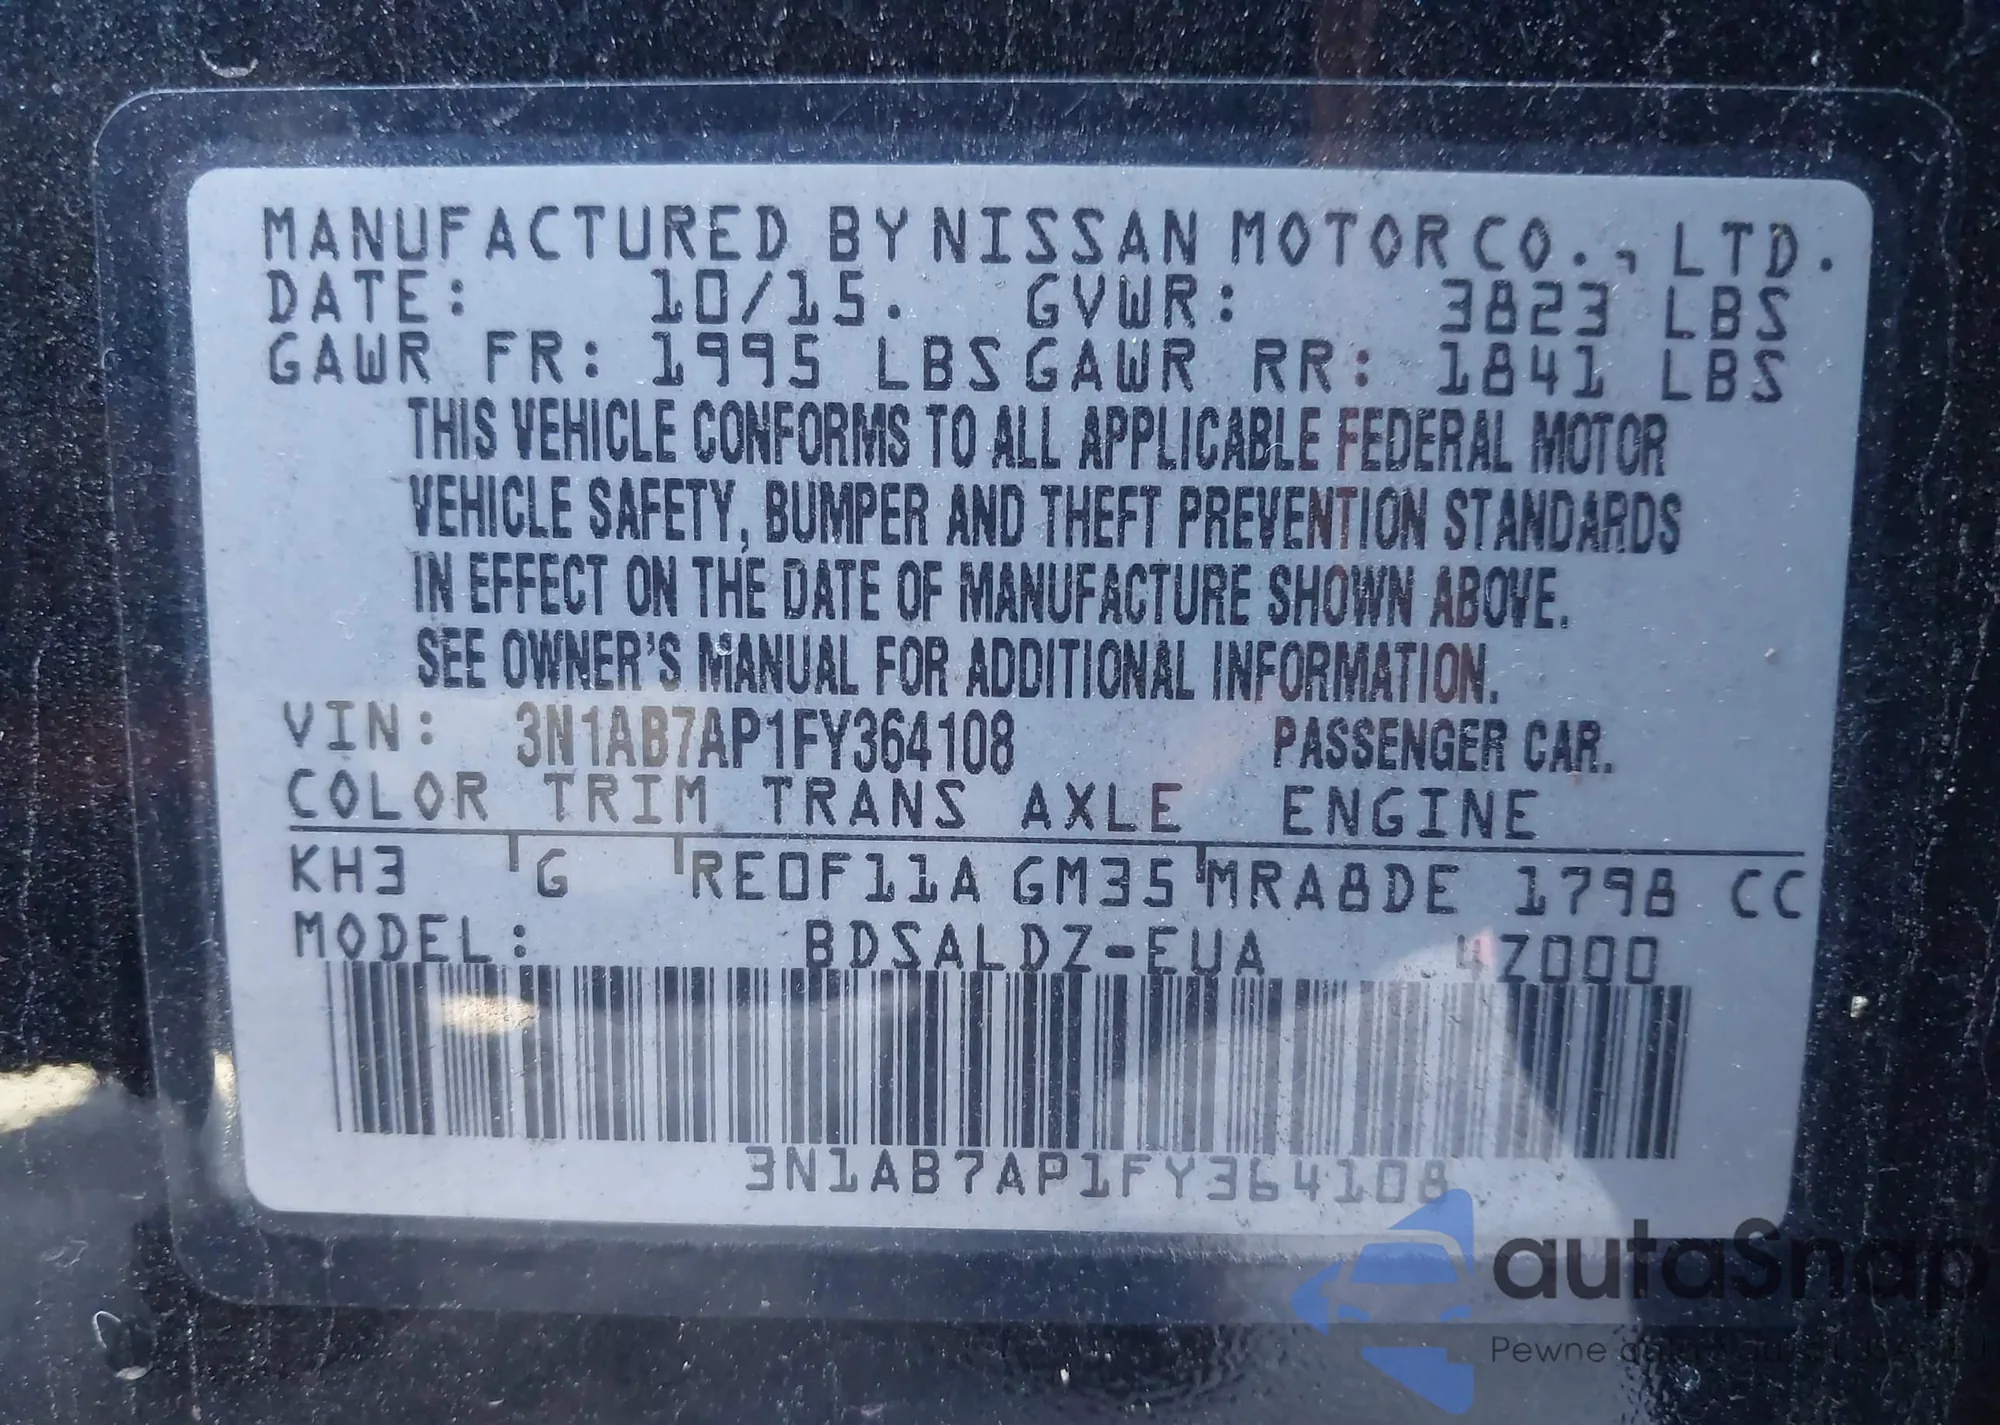 MANUFACTURED BY NISSAN MOTOR CO., LTD.
DATE: 10/15. GVWR: 3823 LBS
GAWR FR: 1995 LBS GAWR RR: 1841 LBS
THIS VEHICLE CONFORMS TO ALL APPLICABLE FEDERAL MOTOR
VEHICLE SAFETY, BUMPER AND THEFT PREVENTION STANDARDS
IN EFFECT ON THE DATE OF MANUFACTURE SHOWN ABOVE.
SEE OWNER'S MANUAL FOR ADDITIONAL INFORMATION.
VIN: 3N1AB7AP1FY364108 PASSENGER CAR.
COLOR TRIM TRANS AXLE ENGINE
KH3 G RE0F11A GM35 MRA8DE 1798 CC
MODEL: BDSALDZ-EUA 4Z000
3N1AB7AP1FY364108
autaSnap
Pewne auta